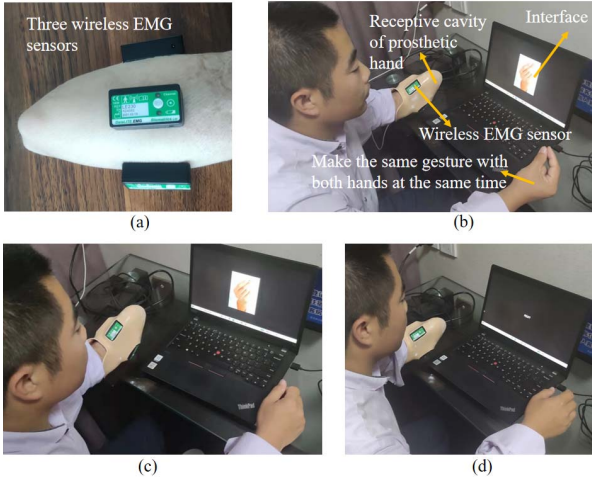 Three wireless EMG
sensors
(a)
Receptive cavity
of prosthetic
hand
Interface
Wireless EMG sensor
Make the same gesture with
both hands at the same time
(b)
ThinkPad
(c)
ThinkPad
(d)